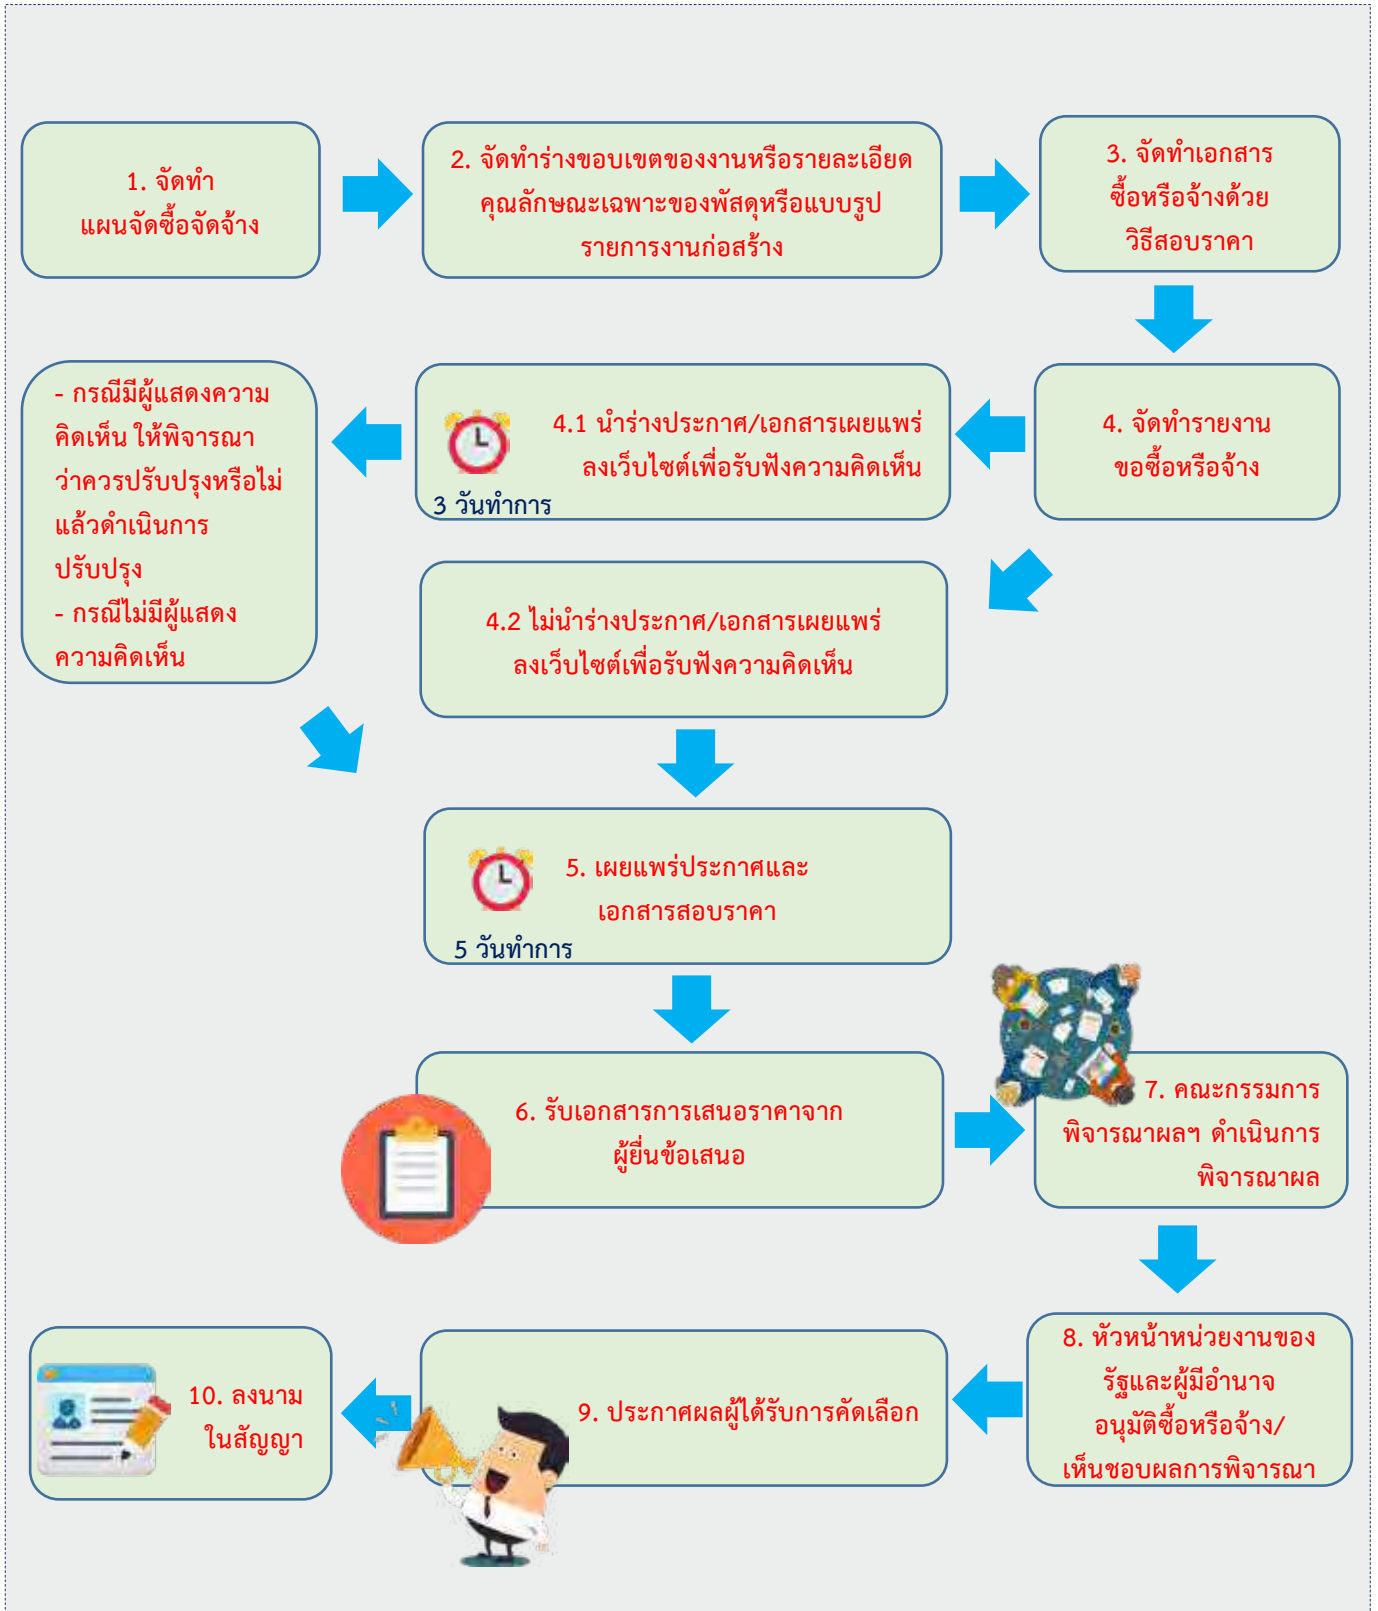 1. จัดทำ
แผนจัดซื้อจัดจ้าง
2. จัดทำร่างขอบเขตของงานหรือรายละเอียด
คุณลักษณะเฉพาะของพัสดุหรือแบบรูป
รายการงานก่อสร้าง
3. จัดทำเอกสาร
ซื้อหรือจ้างด้วย
วิธีสอบราคา
4. จัดทำรายงาน
ขอซื้อหรือจ้าง
4.1 นำร่างประกาศ/เอกสารเผยแพร่
ลงเว็บไซต์เพื่อรับฟังความคิดเห็น
3 วันทำการ
- กรณีมีผู้แสดงความ
คิดเห็น ให้พิจารณา
ว่าควรปรับปรุงหรือไม่
แล้วดำเนินการ
ปรับปรุง
- กรณีไม่มีผู้แสดง
ความคิดเห็น
4.2 ไม่นำร่างประกาศ/เอกสารเผยแพร่
ลงเว็บไซต์เพื่อรับฟังความคิดเห็น
5. เผยแพร่ประกาศและ
เอกสารสอบราคา
5 วันทำการ
6. รับเอกสารการเสนอราคาจาก
ผู้ยื่นข้อเสนอ
7. คณะกรรมการ
พิจารณาผลฯ ดำเนินการ
พิจารณาผล
8. หัวหน้าหน่วยงานของ
รัฐและผู้มีอำนาจ
อนุมัติซื้อหรือจ้าง/
เห็นชอบผลการพิจารณา
9. ประกาศผลผู้ได้รับการคัดเลือก
10. ลงนาม
ในสัญญา